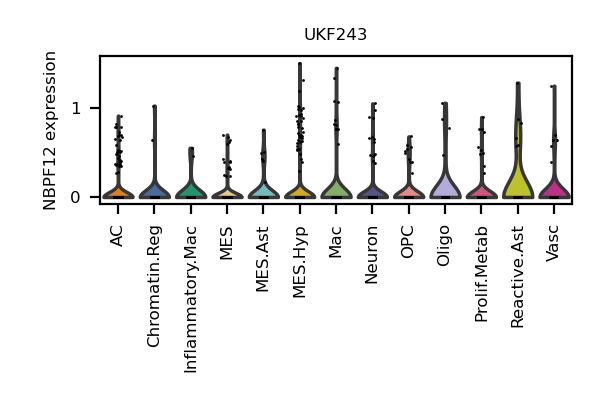 UKF243
NBPF12 expression
1
0
AC
Chromatin.Reg
Inflammatory.Mac
MES
MES.Ast
MES.Hyp
Mac
Neuron
OPC
Oligo
Prolif.Metab
Reactive.Ast
Vasc